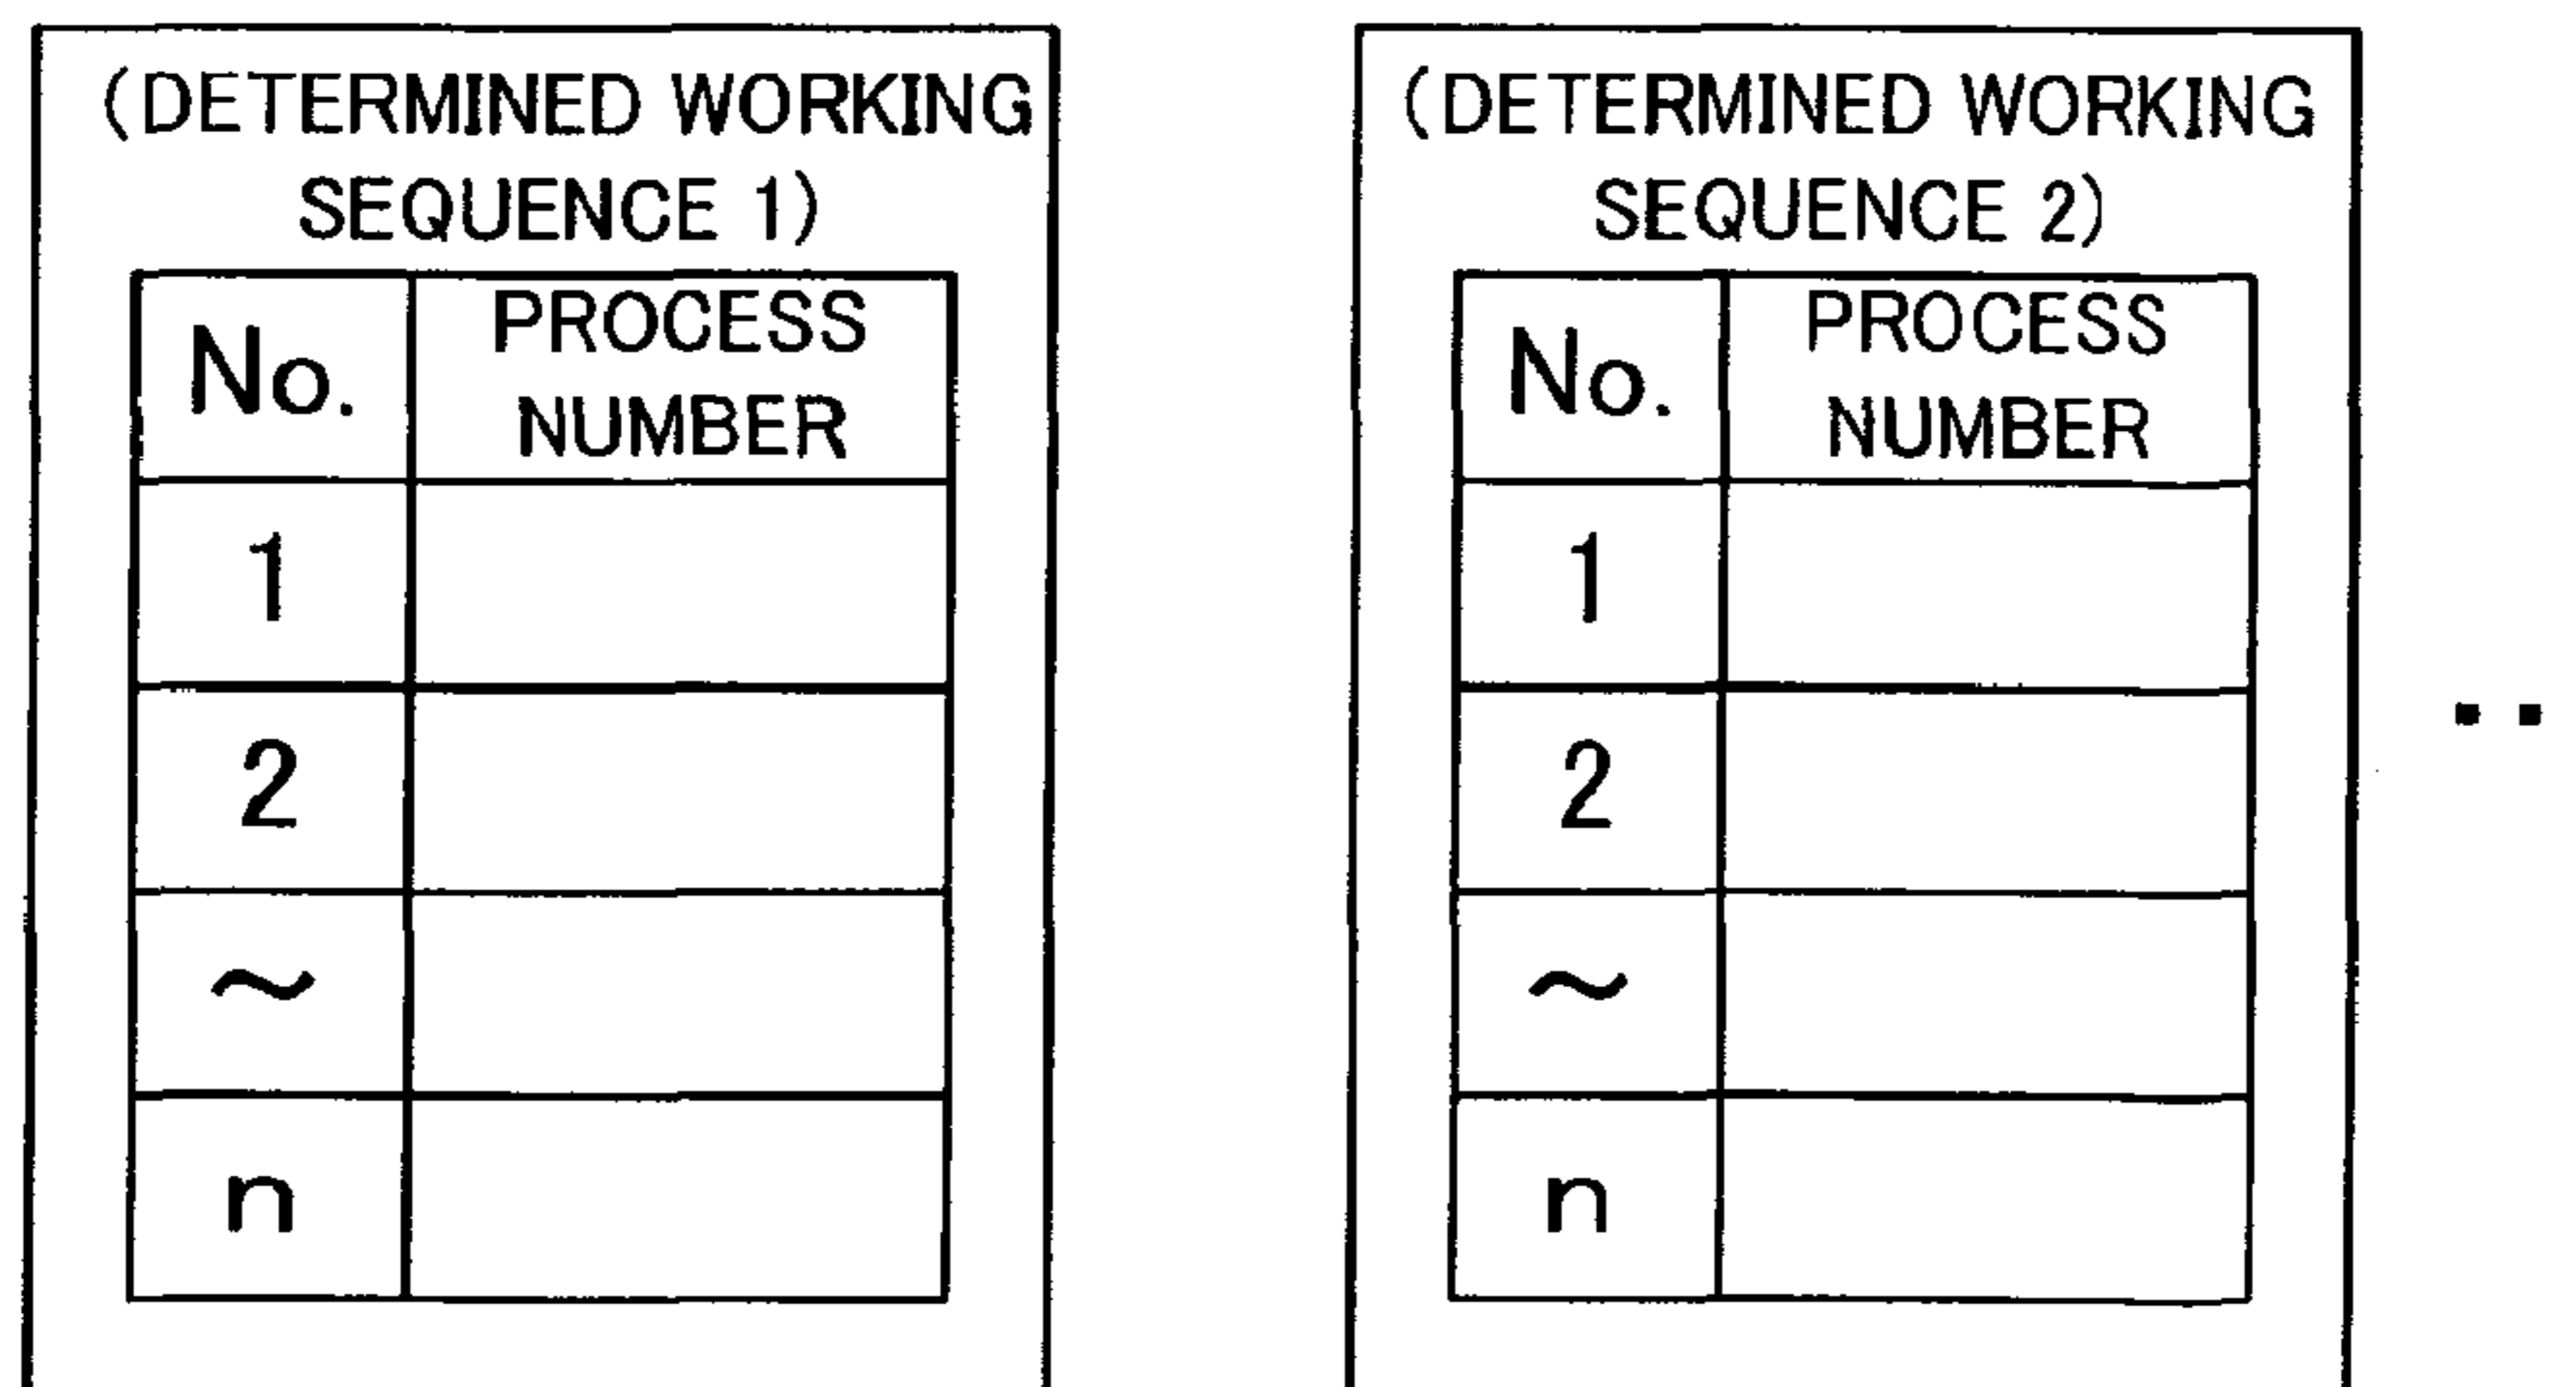 (DETERMINED WORKING
SEQUENCE 1)
No.
PROCESS
NUMBER
1
2
~
n
(DETERMINED WORKING
SEQUENCE 2)
No.
PROCESS
NUMBER
1
2
~
n
..